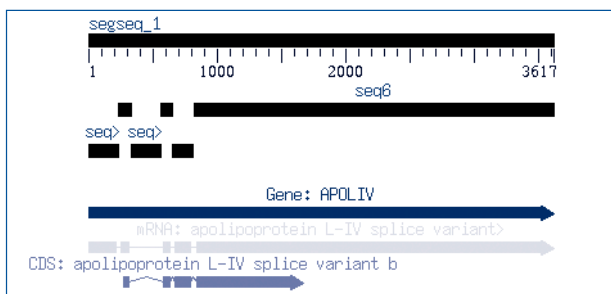 segseq_1
1 1000 2000 3617
seq6
seq> seq>
Gene: APOLIV
mRNA: apolipoprotein L-IV splice variant>
CDS: apolipoprotein L-IV splice variant b